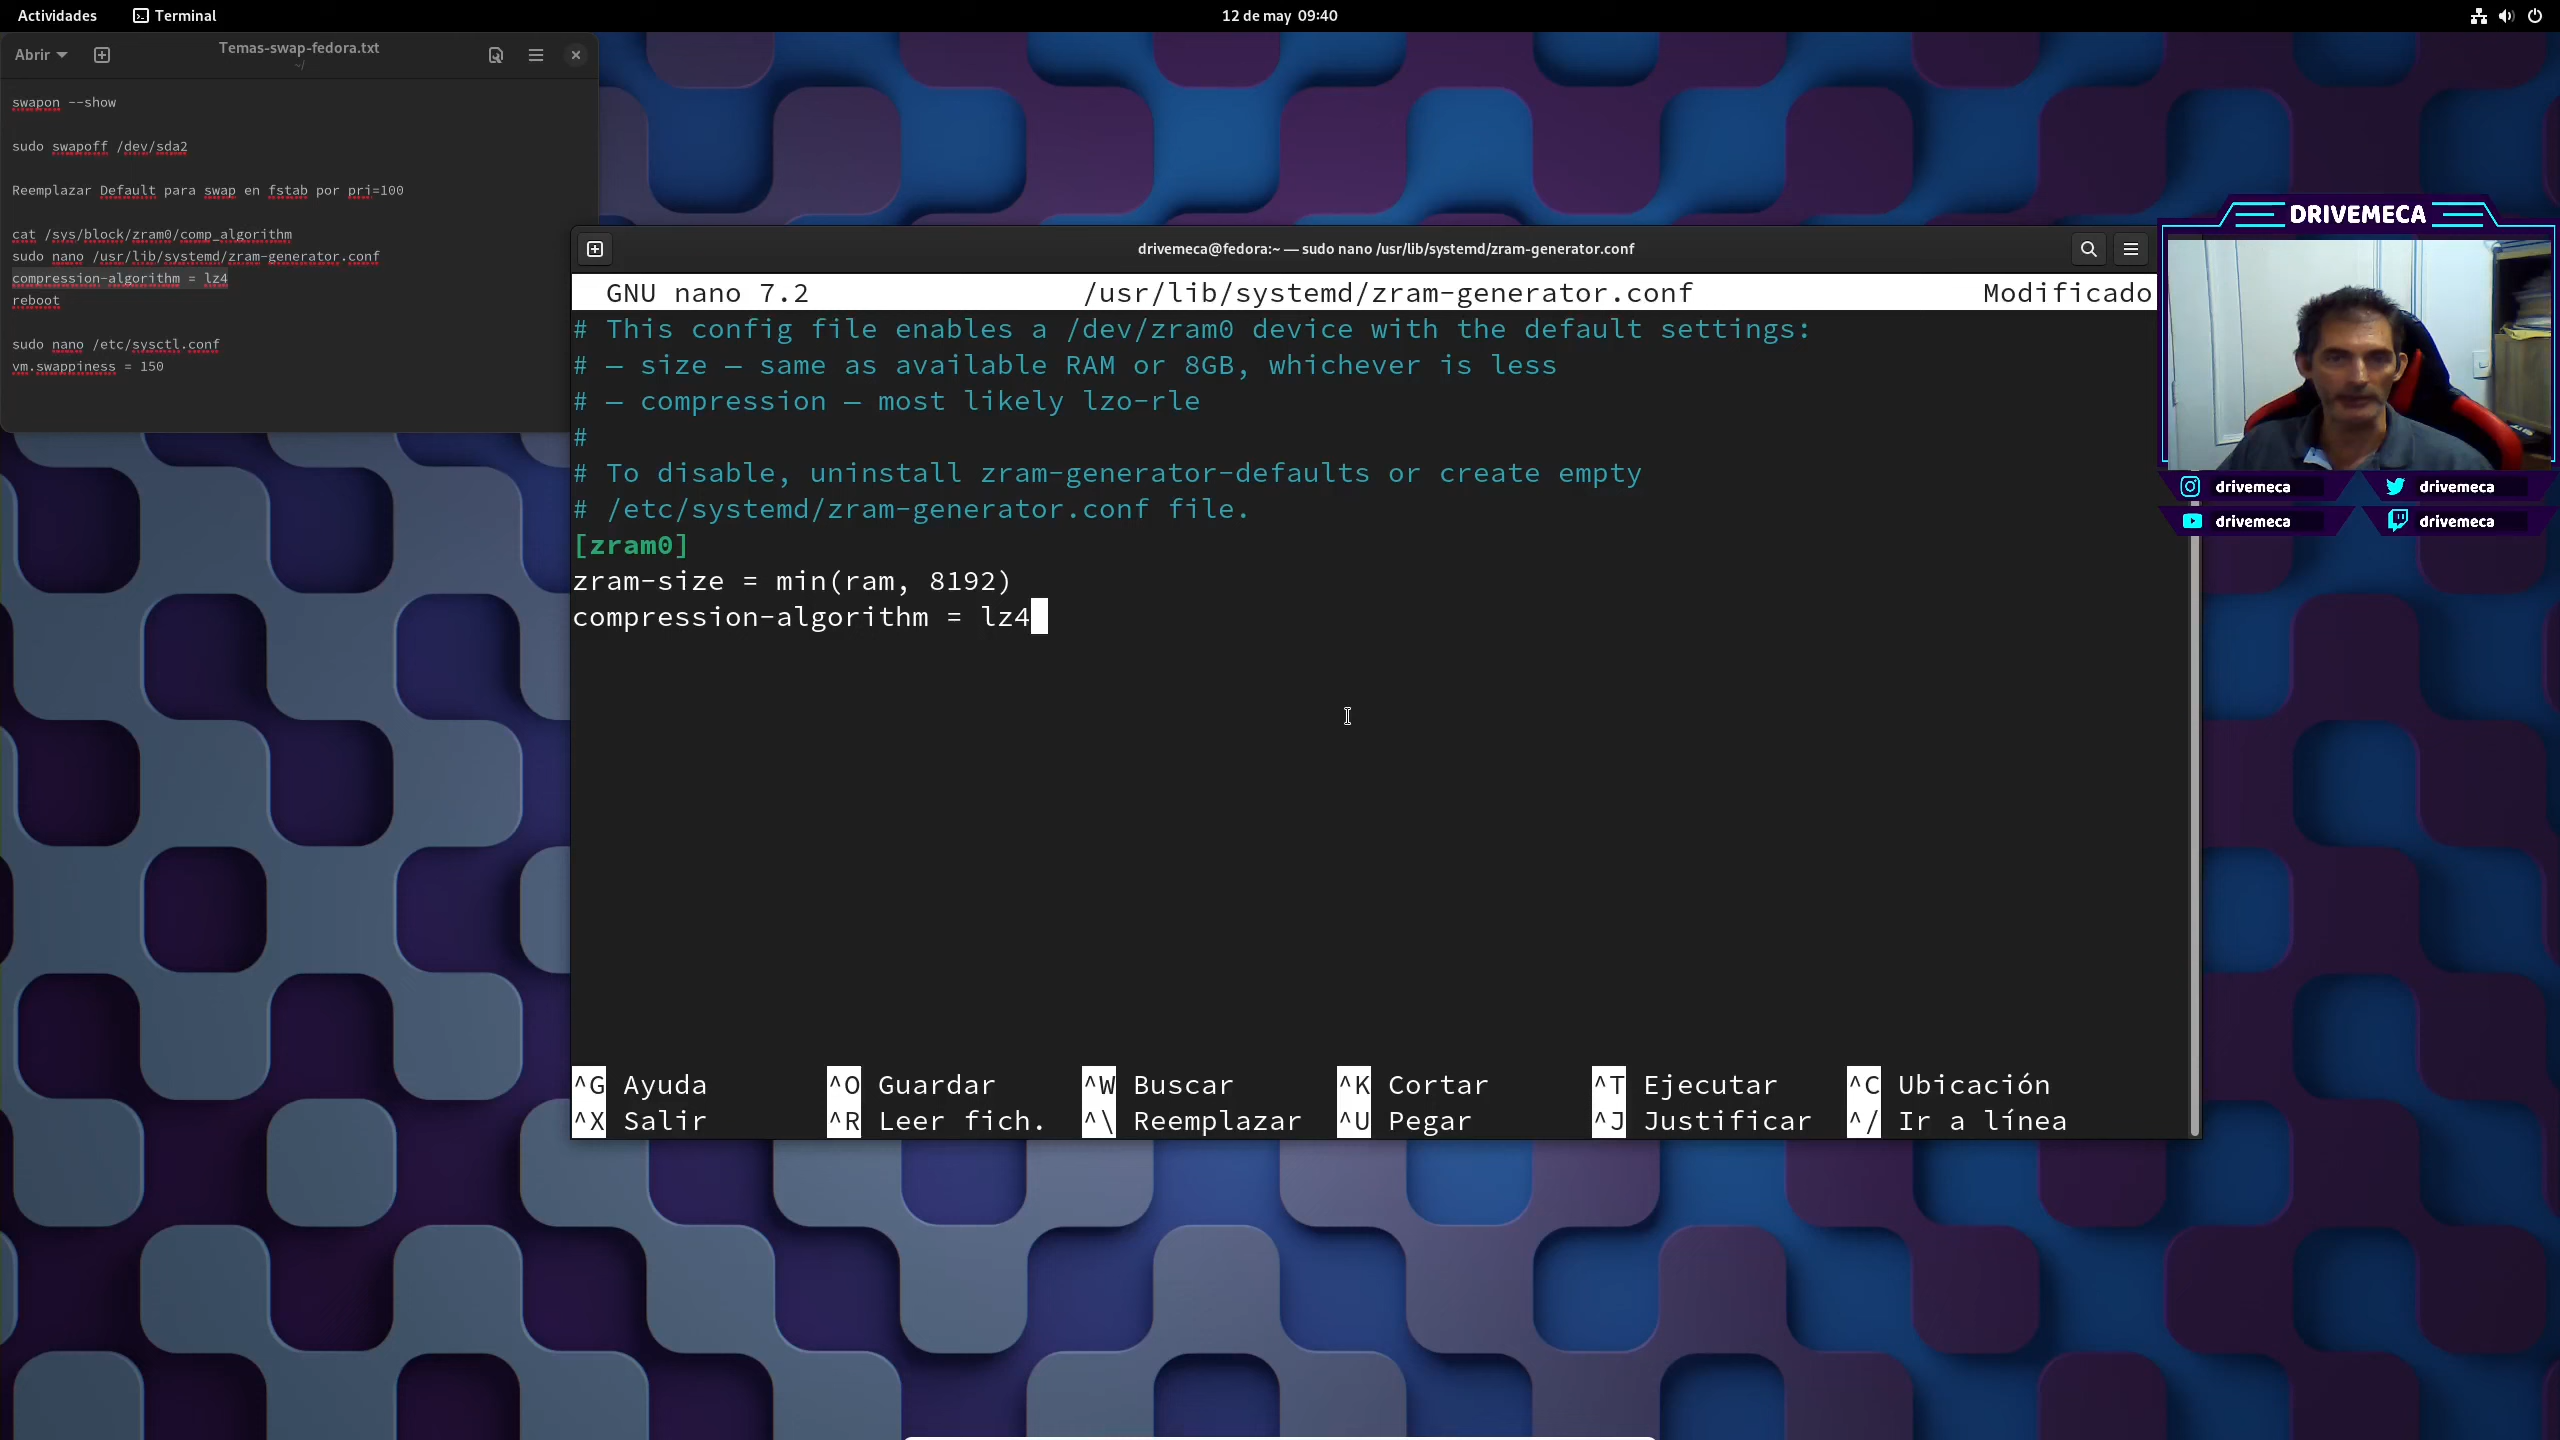 Actividades
Terminal
12 de may 09:40
Abrir
Temas-swap-fedora.txt
~/
swapon --show
sudo swapoff /dev/sda2
Reemplazar Default para swap en fstab por pri=100
cat /sys/block/zram0/comp_algorithm
sudo nano /usr/lib/systemd/zram-generator.conf
compression-algorithm = lz4
reboot
sudo nano /etc/sysctl.conf
vm.swappiness = 150
drivemeca@fedora:~ — sudo nano /usr/lib/systemd/zram-generator.conf
GNU nano 7.2 /usr/lib/systemd/zram-generator.conf Modificado
# This config file enables a /dev/zram0 device with the default settings:
# — size — same as available RAM or 8GB, whichever is less
# — compression — most likely lzo-rle
#
# To disable, uninstall zram-generator-defaults or create empty
# /etc/systemd/zram-generator.conf file.
[zram0]
zram-size = min(ram, 8192)
compression-algorithm = lz4
^G Ayuda ^O Guardar ^W Buscar ^K Cortar ^T Ejecutar ^C Ubicación
^X Salir ^R Leer fich. ^\ Reemplazar ^U Pegar ^J Justificar ^/ Ir a línea
DRIVEMECA
drivemeca drivemeca
drivemeca drivemeca